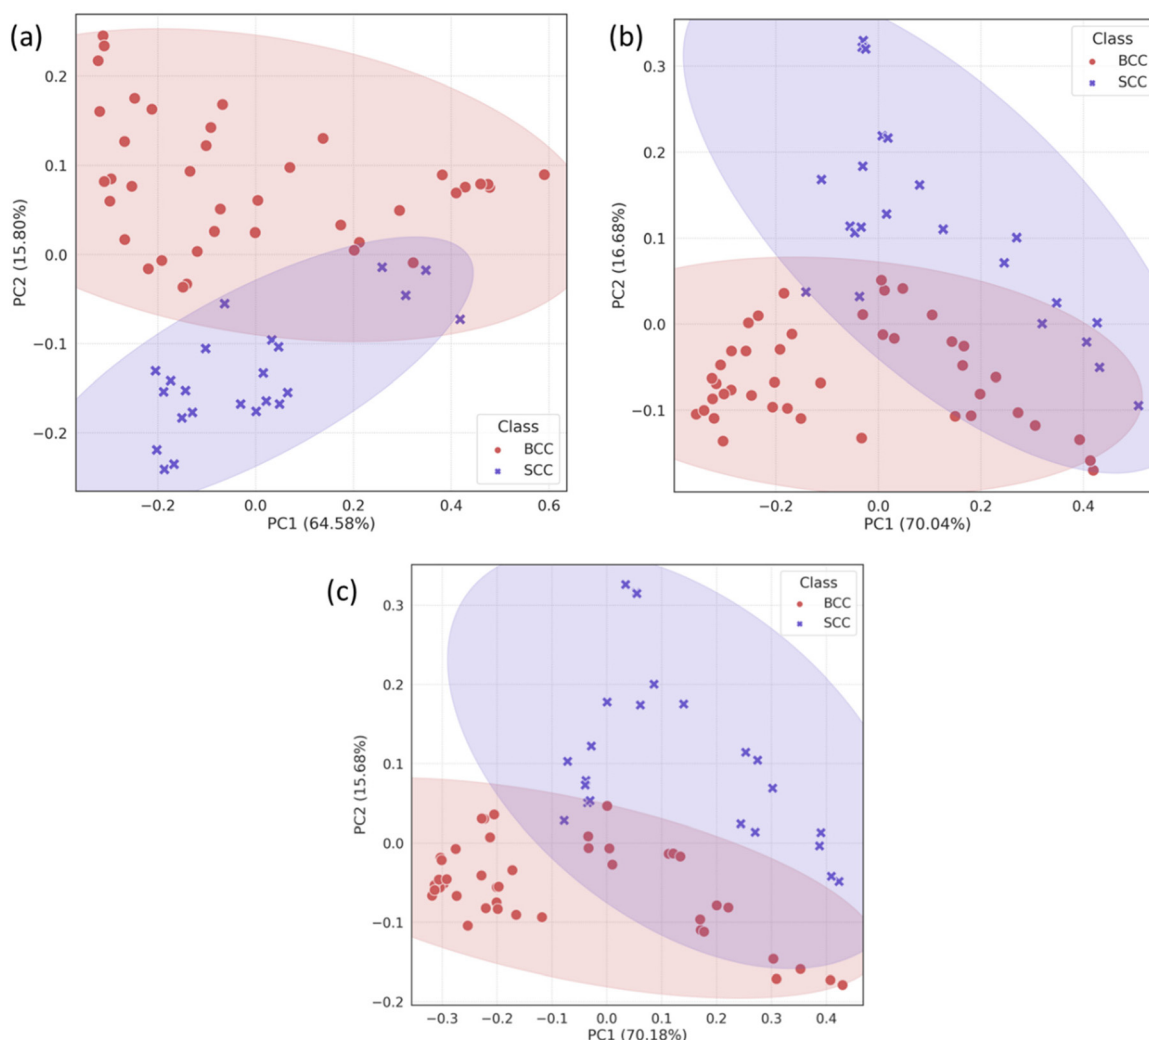 (a)
0.2
0.1
0.0
−0.1
−0.2
PC2 (15.80%)
Class
BCC
SCC
−0.2 0.0 0.2 0.4 0.6
PC1 (64.58%)
(b)
0.3
0.2
0.1
0.0
−0.1
PC2 (16.68%)
Class
BCC
SCC
−0.2 0.0 0.2 0.4
PC1 (70.04%)
(c)
0.3
0.2
0.1
0.0
−0.1
−0.2
PC2 (15.68%)
Class
BCC
SCC
−0.3 −0.2 −0.1 0.0 0.1 0.2 0.3 0.4
PC1 (70.18%)